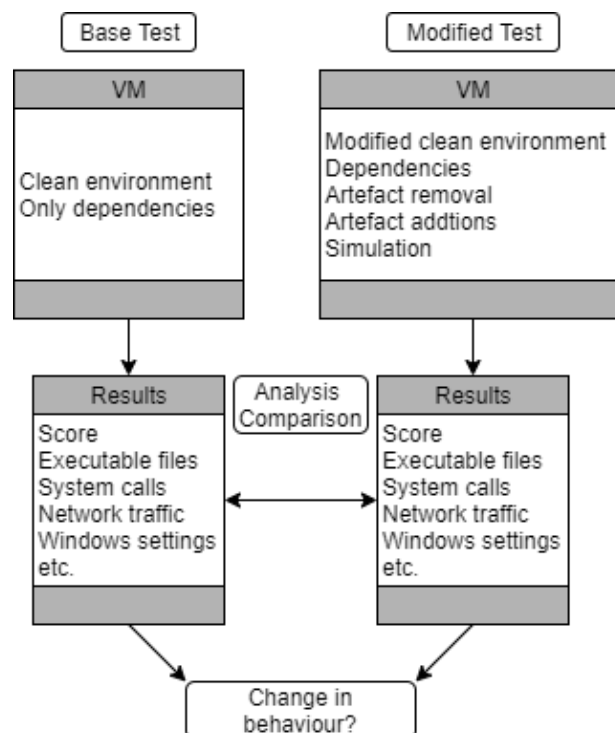 Base Test
Modified Test
VM
Clean environment
Only dependencies
VM
Modified clean environment
Dependencies
Artefact removal
Artefact addtions
Simulation
Results
Score
Executable files
System calls
Network traffic
Windows settings
etc.
Analysis
Comparison
Results
Score
Executable files
System calls
Network traffic
Windows settings
etc.
Change in
behaviour?